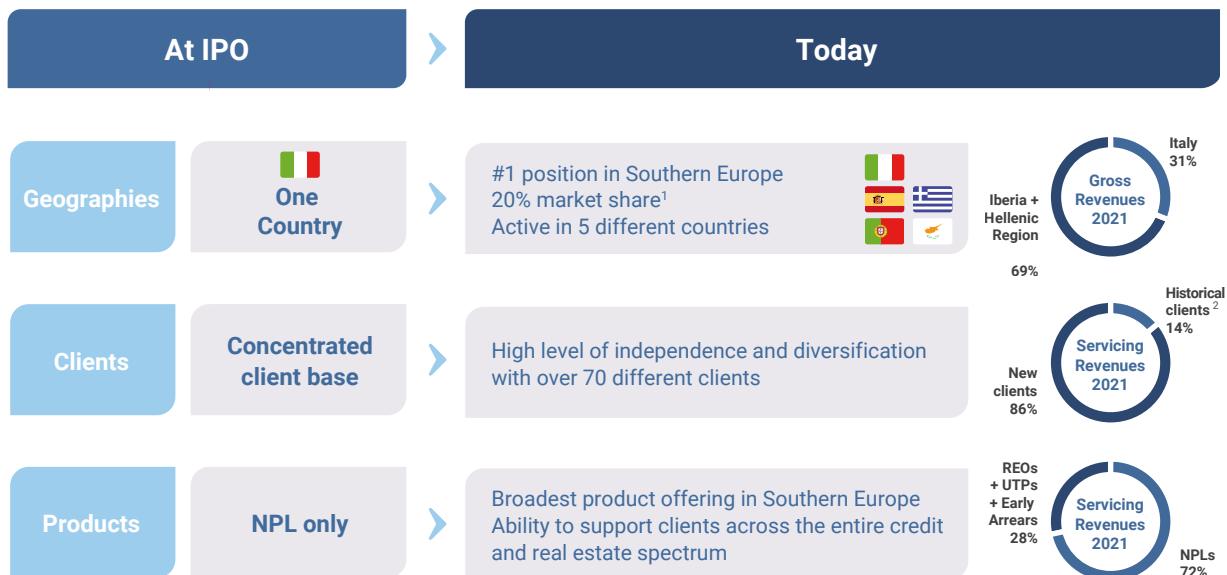 At IPO
Today
Geographies
One
Country
#1 position in Southern Europe
20% market share1
Active in 5 different countries
Gross
Revenues
2021
Italy
31%
Iberia +
Hellenic
Region
69%
Clients
Concentrated
client base
High level of independence and diversification
with over 70 different clients
Servicing
Revenues
2021
Historical
clients 2
14%
New
clients
86%
Products
NPL only
Broadest product offering in Southern Europe
Ability to support clients across the entire credit
and real estate spectrum
REOs
+ UTPs
+ Early
Arrears
28%
Servicing
Revenues
2021
NPLs
72%